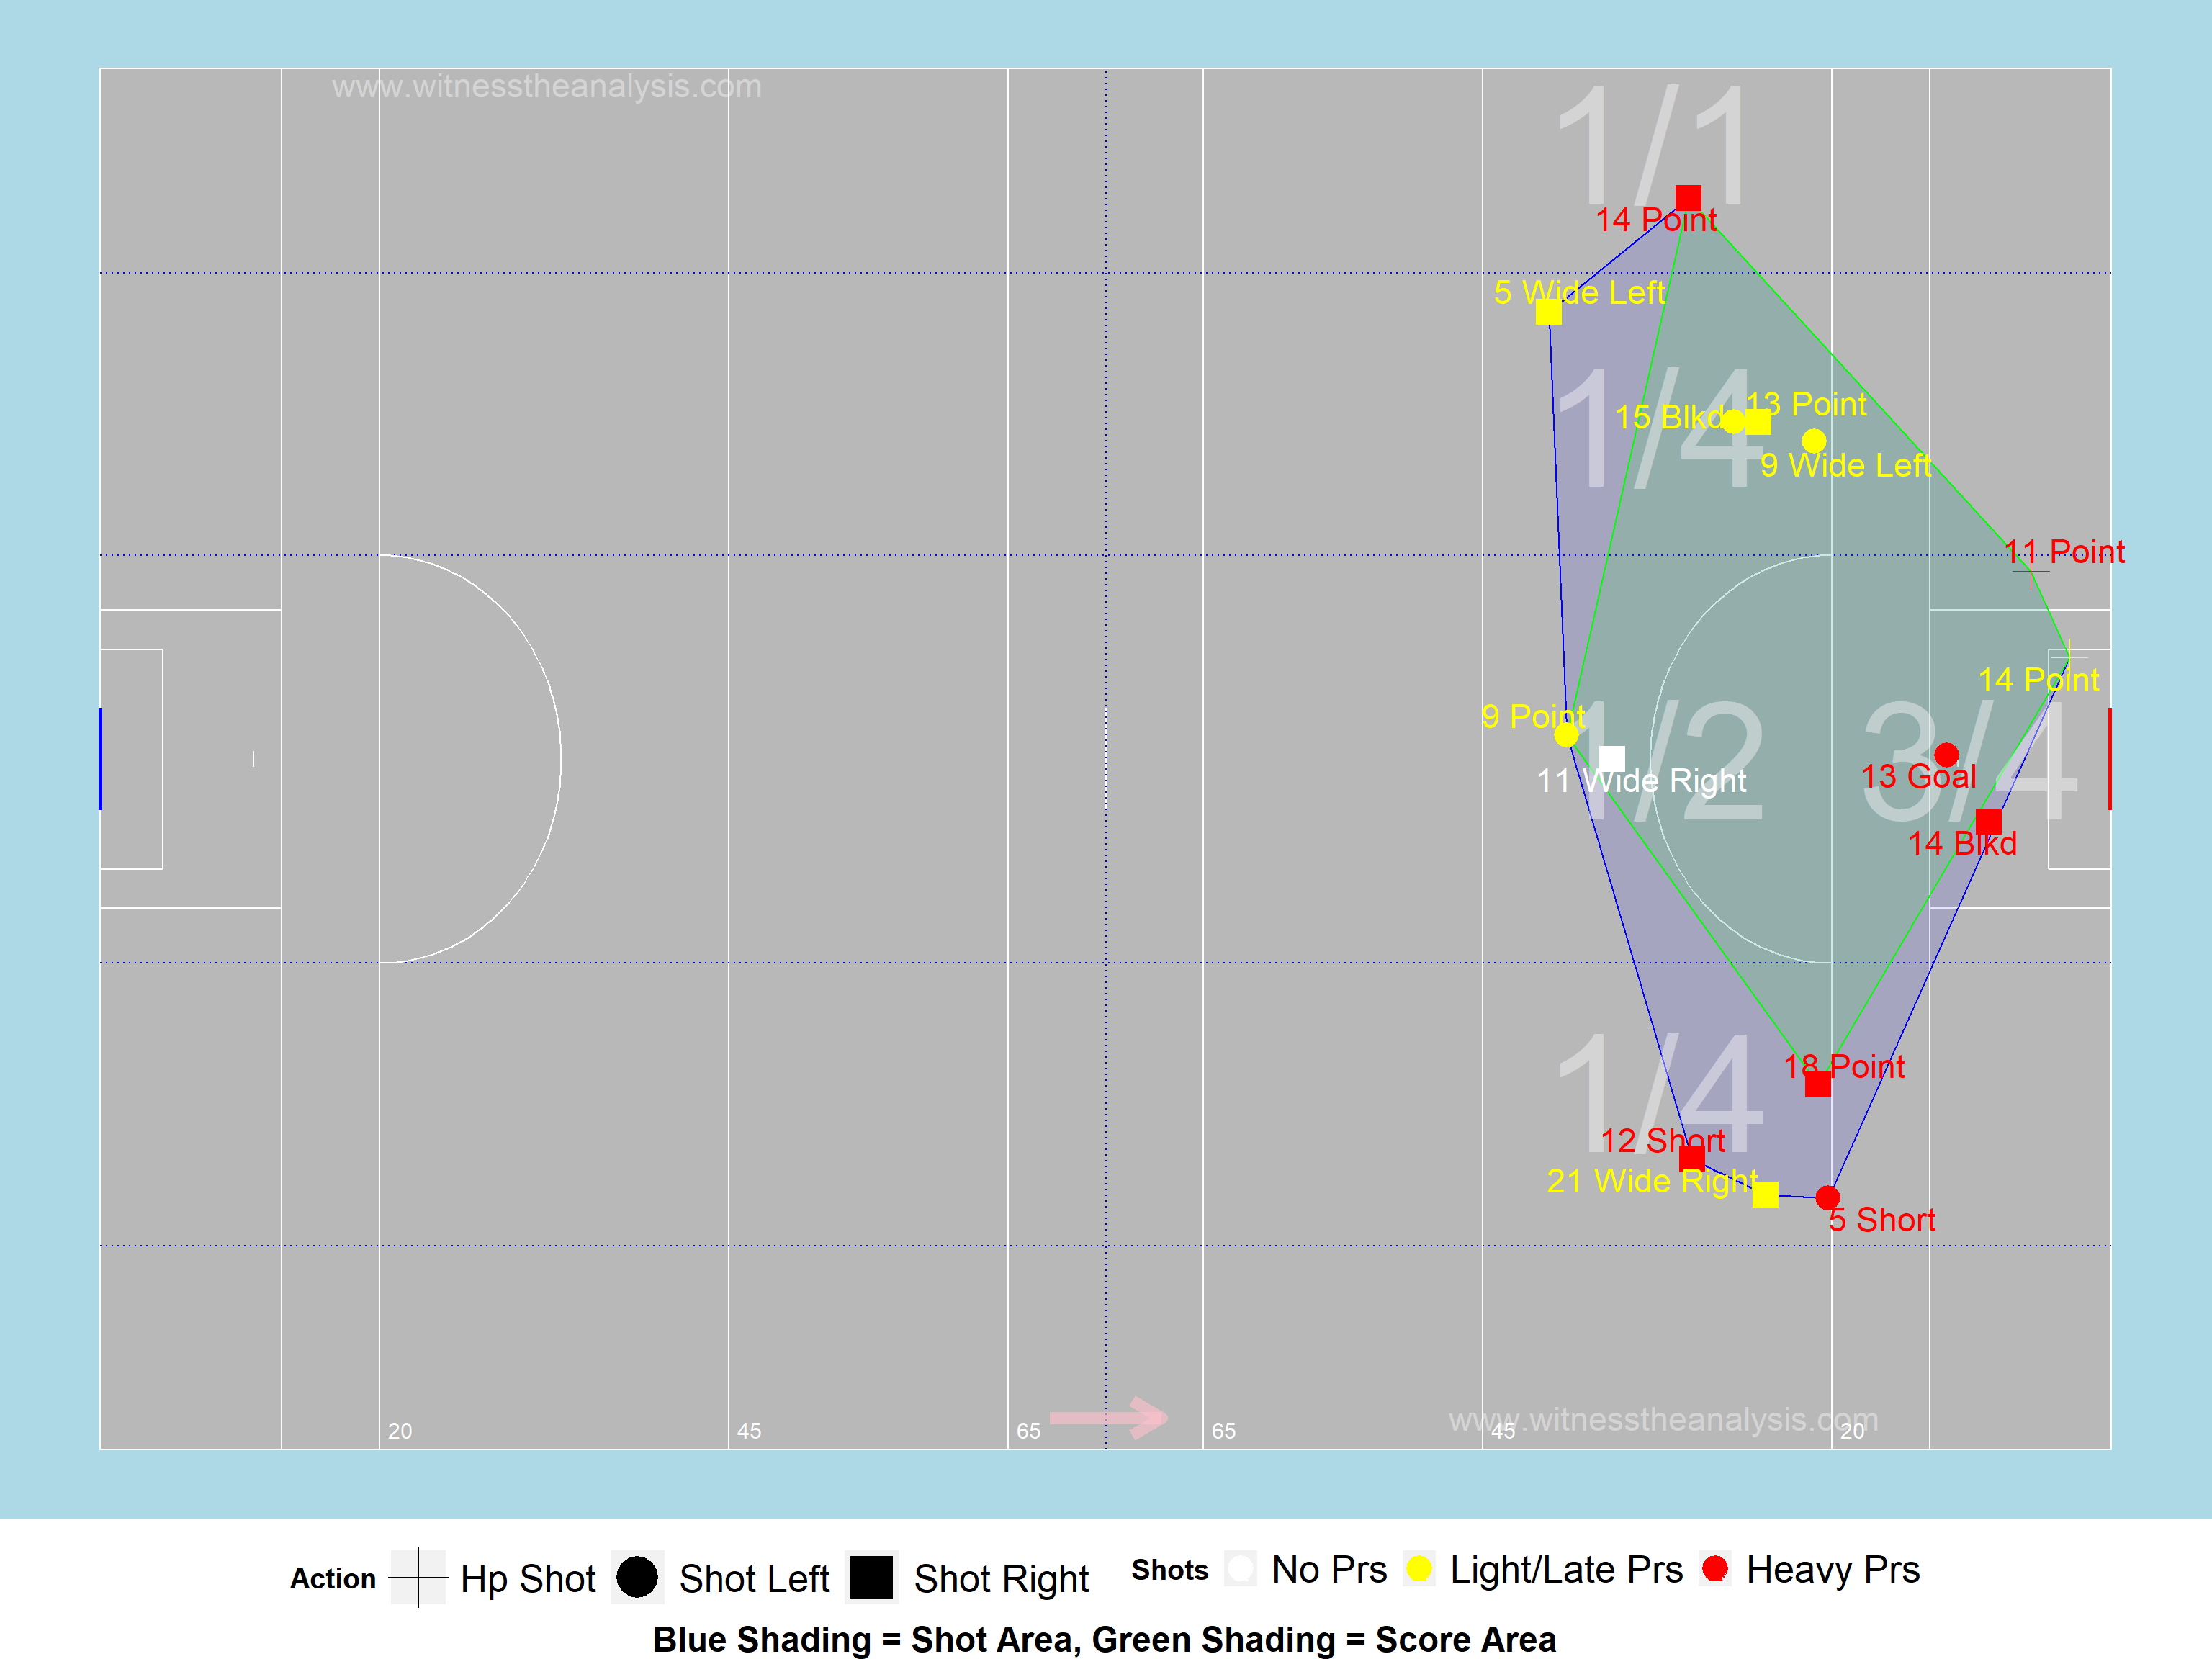 www.witnesstheanalysis.com
1/1
14 Point
5 Wide Left
1/4
15 Blkd
13 Point
9 Wide Left
11 Point
14 Point
9 Point
1/2
3/4
11 Wide Right
13 Goal
14 Blkd
1/4
18 Point
12 Short
21 Wide Right
5 Short
www.witnesstheanalysis.com
20 45 65 65 45 20
Action Hp Shot Shot Left Shot Right Shots No Prs Light/Late Prs Heavy Prs
Blue Shading = Shot Area, Green Shading = Score Area